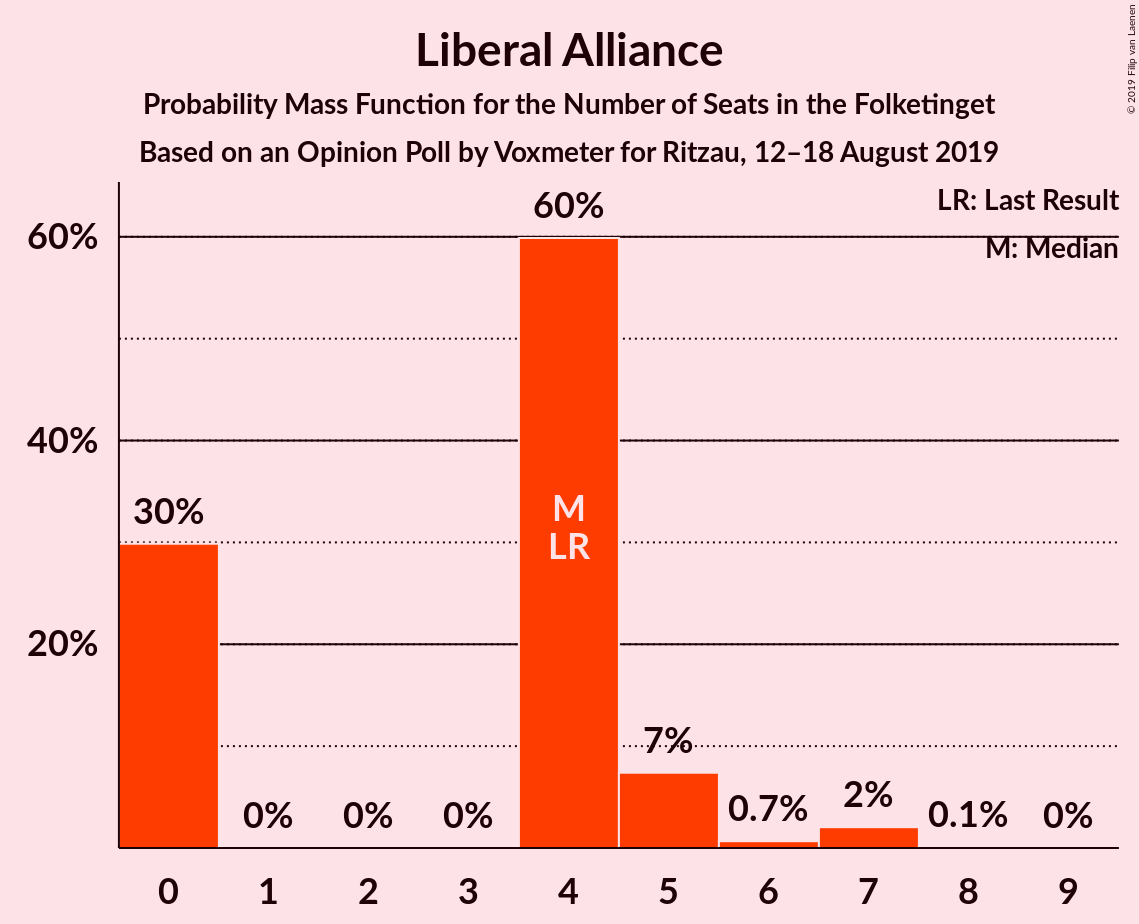 Liberal Alliance
Probability Mass Function for the Number of Seats in the Folketinget
Based on an Opinion Poll by Voxmeter for Ritzau, 12–18 August 2019
© 2019 Filip van Laenen
LR: Last Result
M: Median
60%
40%
20%
30%
0%
0%
0%
60%
M
LR
7%
0.7%
2%
0.1%
0%
0 1 2 3 4 5 6 7 8 9